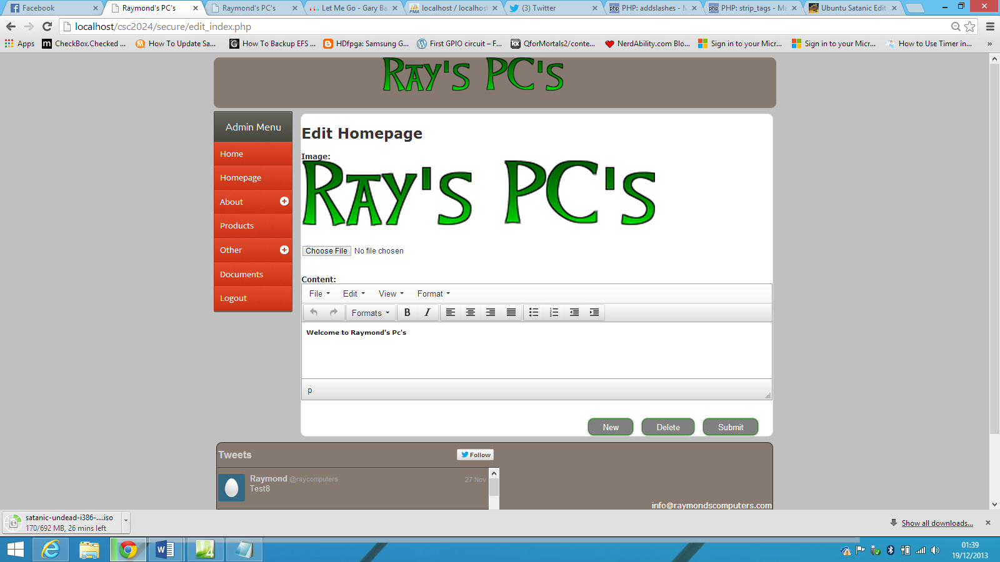 Facebook
Raymond's PC's
Raymond's PC's
Let Me Go - Gary Ba
localhost / localhos
(3) Twitter
PHP: addslashes - M
PHP: strip_tags - Ma
Ubuntu Satanic Edit
localhost/csc2024/secure/edit_index.php
Apps
CheckBox.Checked ...
How To Update Sa...
How To Backup EFS ...
HDfpga: Samsung G...
First GPIO circuit – F...
QforMortals2/conte...
NerdAbility.com Blo...
Sign in to your Micr...
Sign in to your Micr...
How to Use Timer in...
»
Ray's PC's
Admin Menu
Home
Homepage
About
Products
Other
Documents
Logout
Edit Homepage
Image:
Ray's PC's
Choose File No file chosen
Content:
File Edit View Format
Formats B I
Welcome to Raymond's Pc's
p
New Delete Submit
Tweets
Follow
Raymond @raycomputers 27 Nov
Test8
info@raymondscomputers.com
satanic-undead-i386-....iso
170/692 MB, 26 mins left
Show all downloads...
01:39
19/12/2013